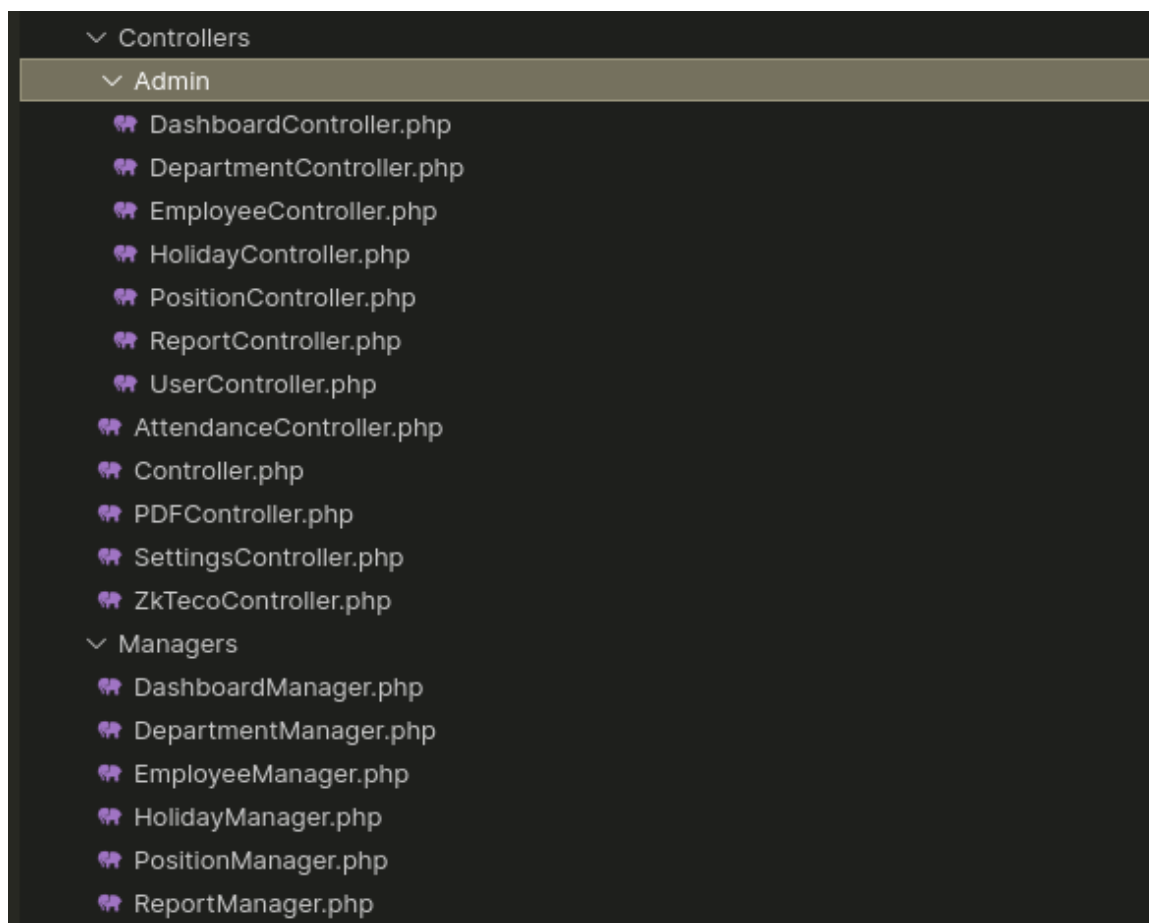 Controllers
Admin
DashboardController.php
DepartmentController.php
EmployeeController.php
HolidayController.php
PositionController.php
ReportController.php
UserController.php
AttendanceController.php
Controller.php
PDFController.php
SettingsController.php
ZkTecoController.php
Managers
DashboardManager.php
DepartmentManager.php
EmployeeManager.php
HolidayManager.php
PositionManager.php
ReportManager.php